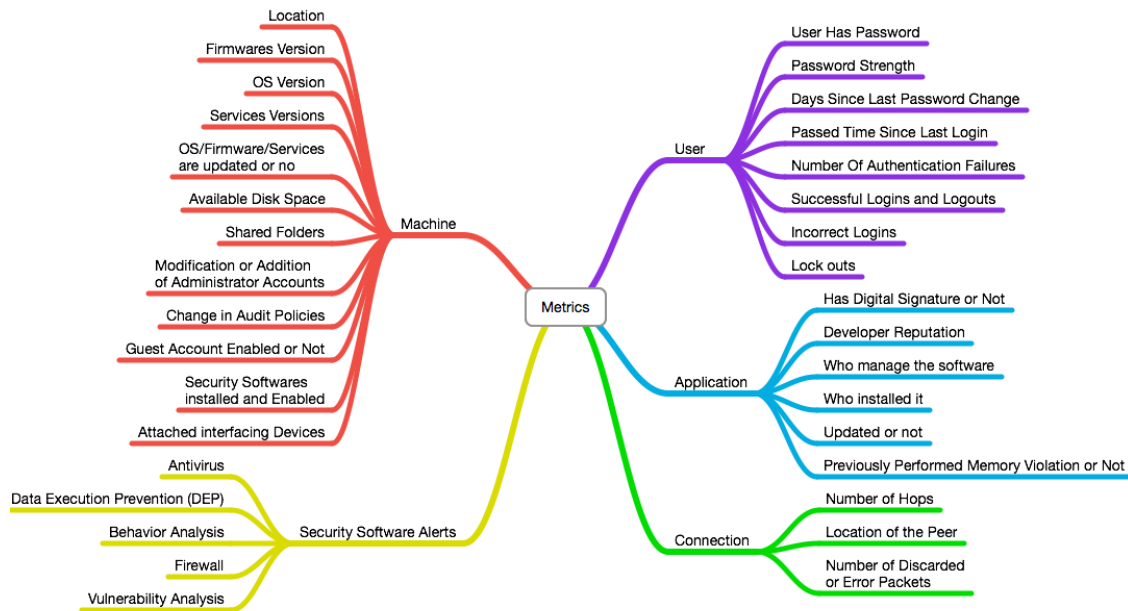 Metrics
Machine
Location
Firmwares Version
OS Version
Services Versions
OS/Firmware/Services
are updated or no
Available Disk Space
Shared Folders
Modification or Addition
of Administrator Accounts
Change in Audit Policies
Guest Account Enabled or Not
Security Softwares
installed and Enabled
Attached interfacing Devices
Security Software Alerts
Antivirus
Data Execution Prevention (DEP)
Behavior Analysis
Firewall
Vulnerability Analysis
User
User Has Password
Password Strength
Days Since Last Password Change
Passed Time Since Last Login
Number Of Authentication Failures
Successful Logins and Logouts
Incorrect Logins
Lock outs
Application
Has Digital Signature or Not
Developer Reputation
Who manage the software
Who installed it
Updated or not
Previously Performed Memory Violation or Not
Connection
Number of Hops
Location of the Peer
Number of Discarded
or Error Packets